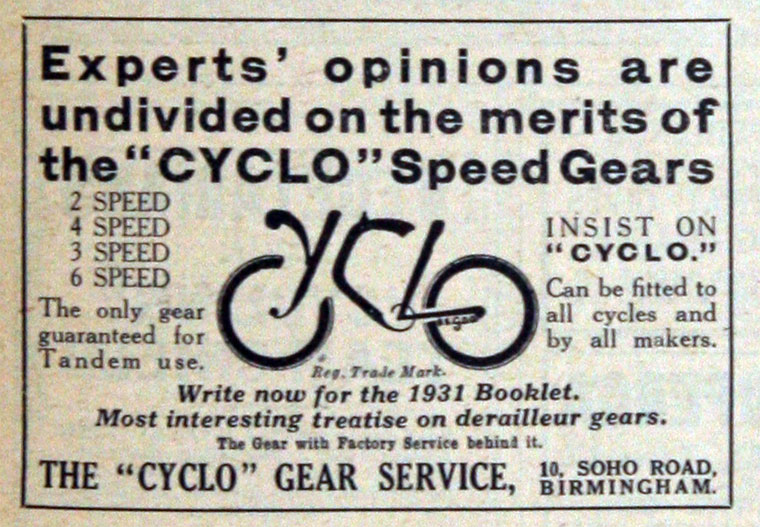 Experts' opinions are
undivided on the merits of
the "CYCLO" Speed Gears
2 SPEED
4 SPEED
3 SPEED
6 SPEED
The only gear
guaranteed for
Tandem use.
Cyclo
Reg. Trade Mark.
INSIST ON
"CYCLO."
Can be fitted to
all cycles and
by all makers.
Write now for the 1931 Booklet.
Most interesting treatise on derailleur gears.
The Gear with Factory Service behind it.
THE "CYCLO" GEAR SERVICE, 10, SOHO ROAD,
BIRMINGHAM.